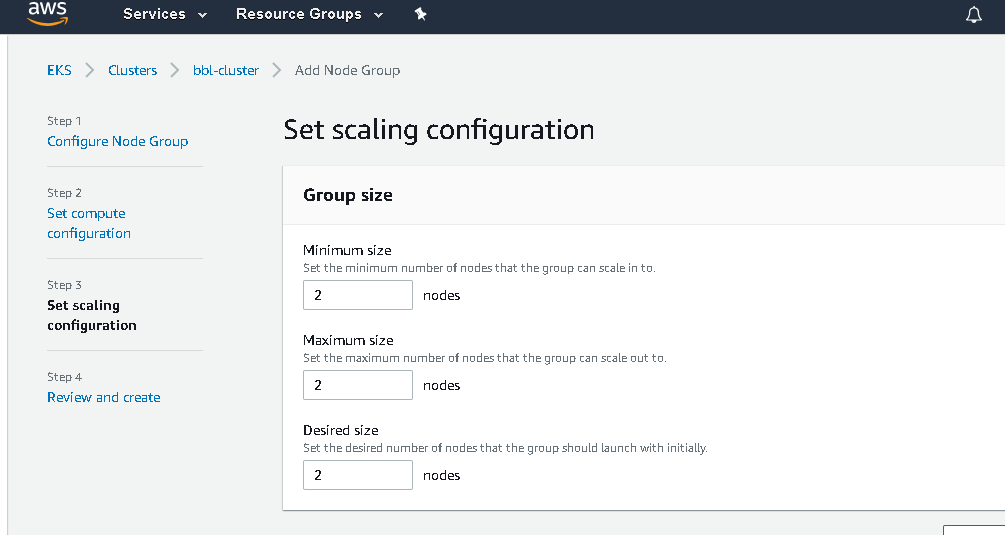 aws
Services
Resource Groups
EKS
Clusters
bbl-cluster
Add Node Group
Step 1
Configure Node Group
Step 2
Set compute
configuration
Step 3
Set scaling
configuration
Step 4
Review and create
Set scaling configuration
Group size
Minimum size
Set the minimum number of nodes that the group can scale in to.
2 nodes
Maximum size
Set the maximum number of nodes that the group can scale out to.
2 nodes
Desired size
Set the desired number of nodes that the group should launch with initially.
2 nodes